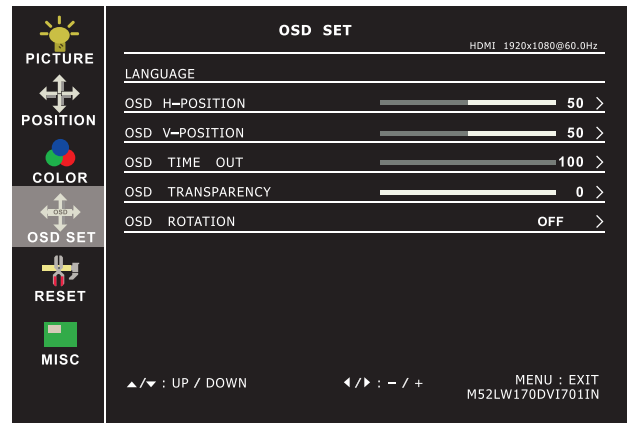 PICTURE
POSITION
COLOR
OSD
OSD SET
RESET
MISC
OSD SET
HDMI 1920x1080@60.0Hz
LANGUAGE
OSD H-POSITION 50 >
OSD V-POSITION 50 >
OSD TIME OUT 100 >
OSD TRANSPARENCY 0 >
OSD ROTATION OFF >
▲/▼ : UP / DOWN ◀/▶ : - / + MENU : EXIT
M52LW170DVI701IN